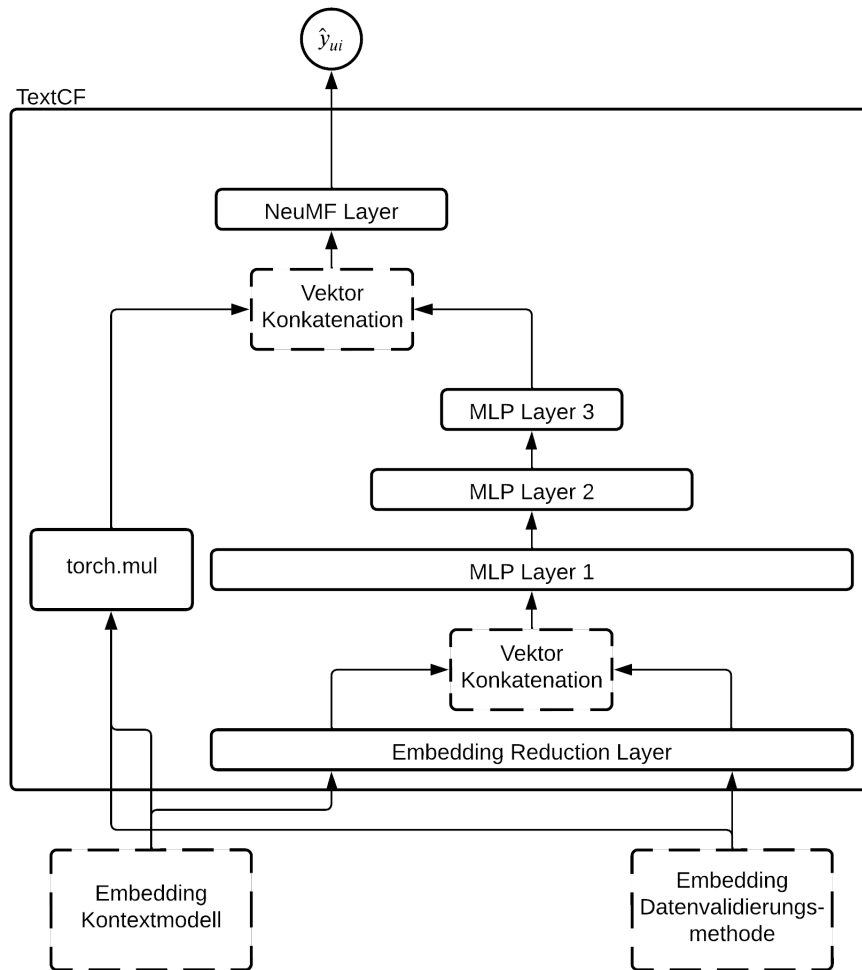 ŷui
TextCF
NeuMF Layer
Vektor
Konkatenation
MLP Layer 3
MLP Layer 2
torch.mul
MLP Layer 1
Vektor
Konkatenation
Embedding Reduction Layer
Embedding
Kontextmodell
Embedding
Datenvalidierungs-
methode